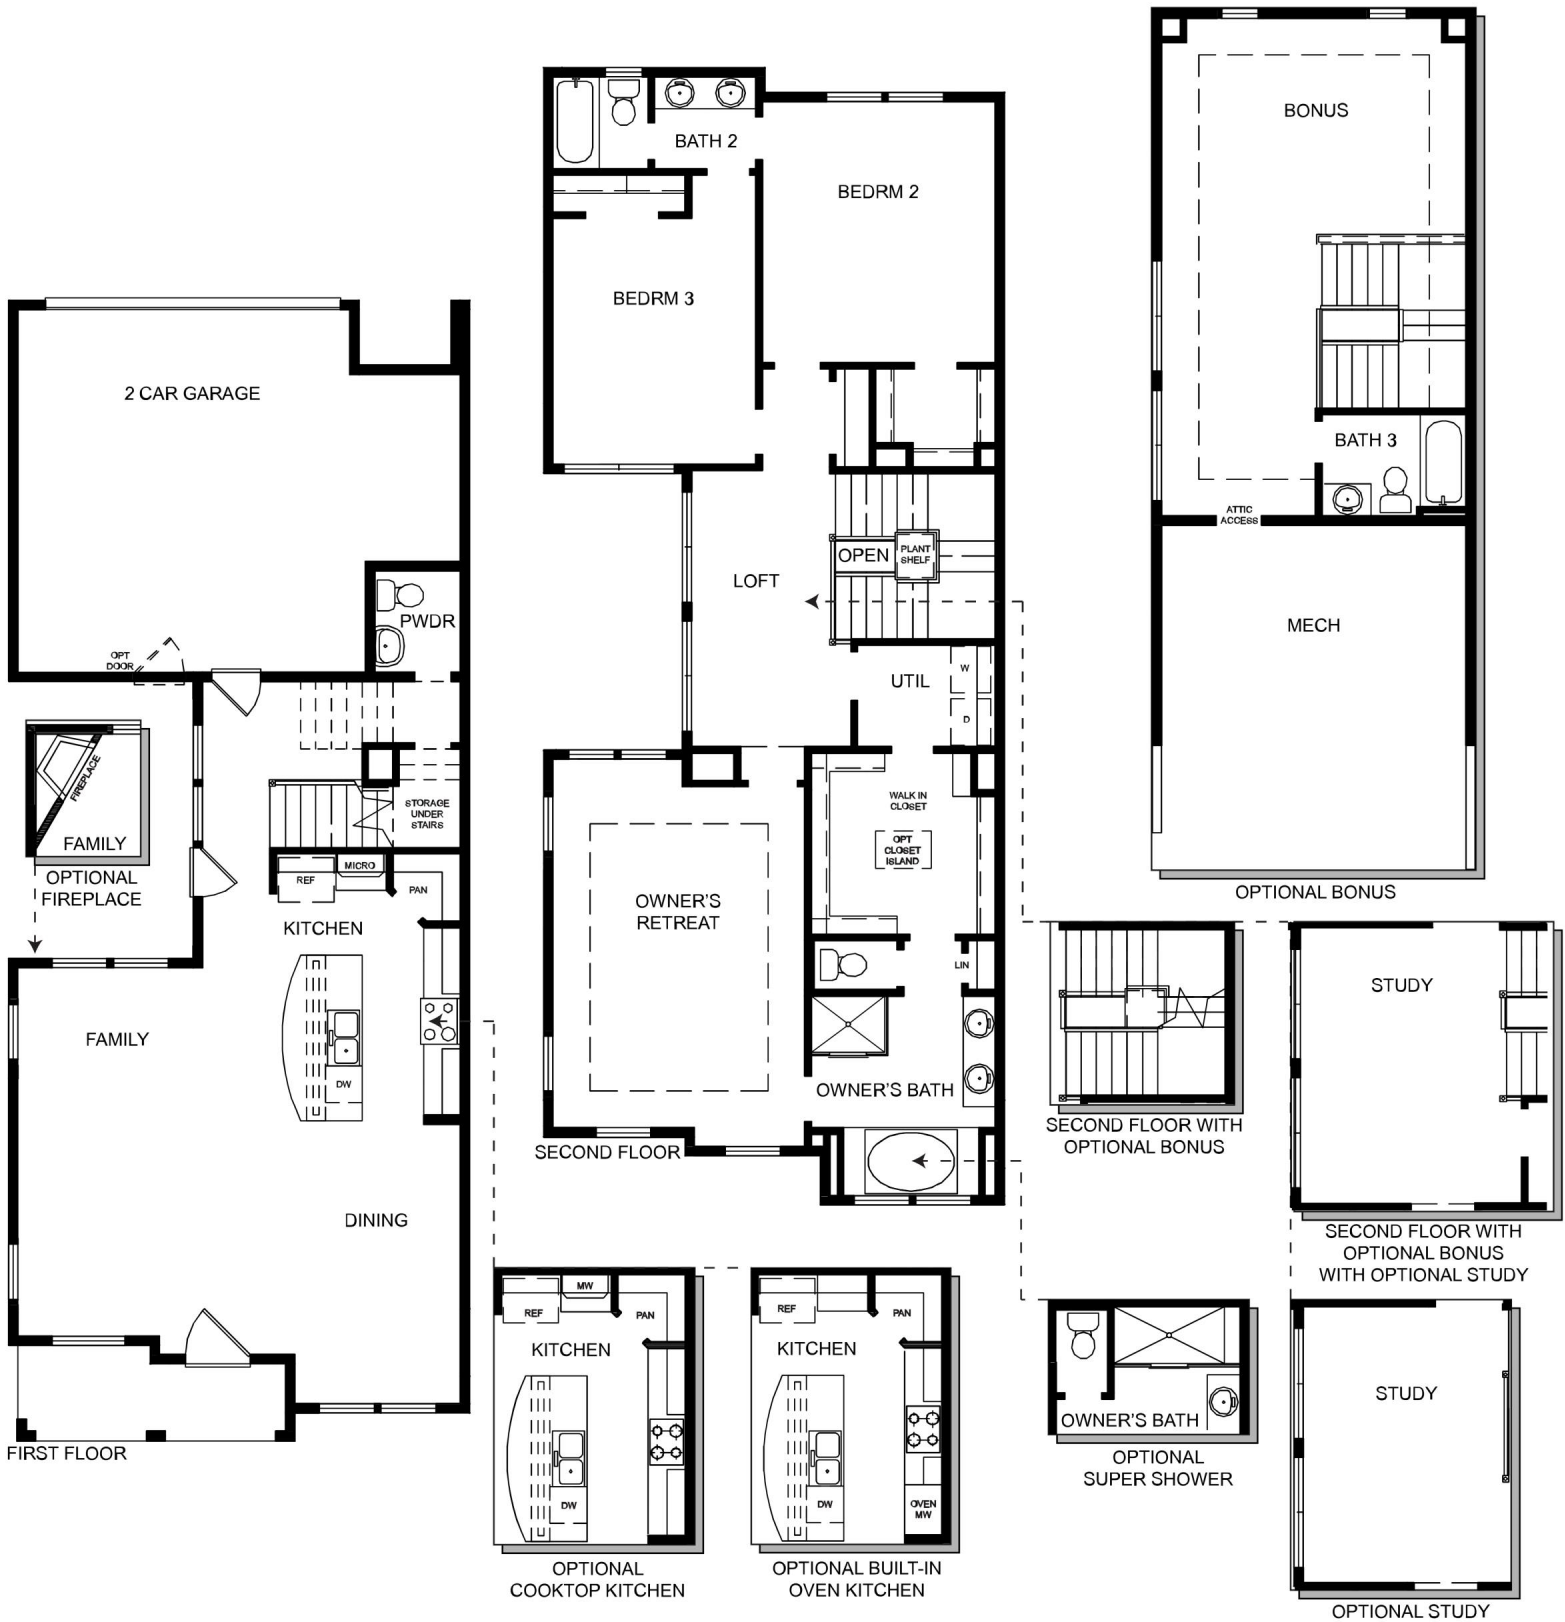 2 CAR GARAGE
PWDR
OPT
DOOR
FIREPLACE
FAMILY
OPTIONAL
FIREPLACE
STORAGE
UNDER
STAIRS
REF
MICRO
PAN
KITCHEN
DW
FAMILY
DINING
FIRST FLOOR
BATH 2
BEDRM 2
BEDRM 3
OPEN
PLANT
SHELF
LOFT
UTIL
W
D
WALK IN
CLOSET
OPT
CLOSET
ISLAND
OWNER'S
RETREAT
LIN
OWNER'S BATH
SECOND FLOOR
BONUS
BATH 3
ATTIC
ACCESS
MECH
OPTIONAL BONUS
SECOND FLOOR WITH
OPTIONAL BONUS
STUDY
SECOND FLOOR WITH
OPTIONAL BONUS
WITH OPTIONAL STUDY
REF
MW
PAN
KITCHEN
DW
OPTIONAL
COOKTOP KITCHEN
REF
PAN
KITCHEN
DW
OVEN
MW
OPTIONAL BUILT-IN
OVEN KITCHEN
OWNER'S BATH
OPTIONAL
SUPER SHOWER
STUDY
OPTIONAL STUDY